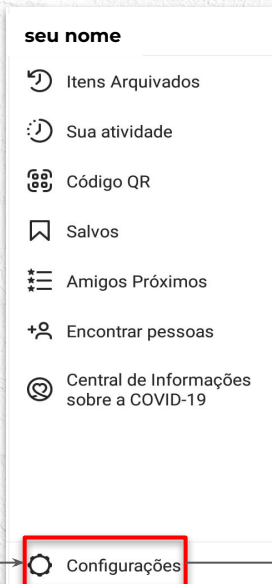 seu nome
Itens Arquivados
Sua atividade
Código QR
Salvos
Amigos Próximos
Encontrar pessoas
Central de Informações
sobre a COVID-19
Configurações